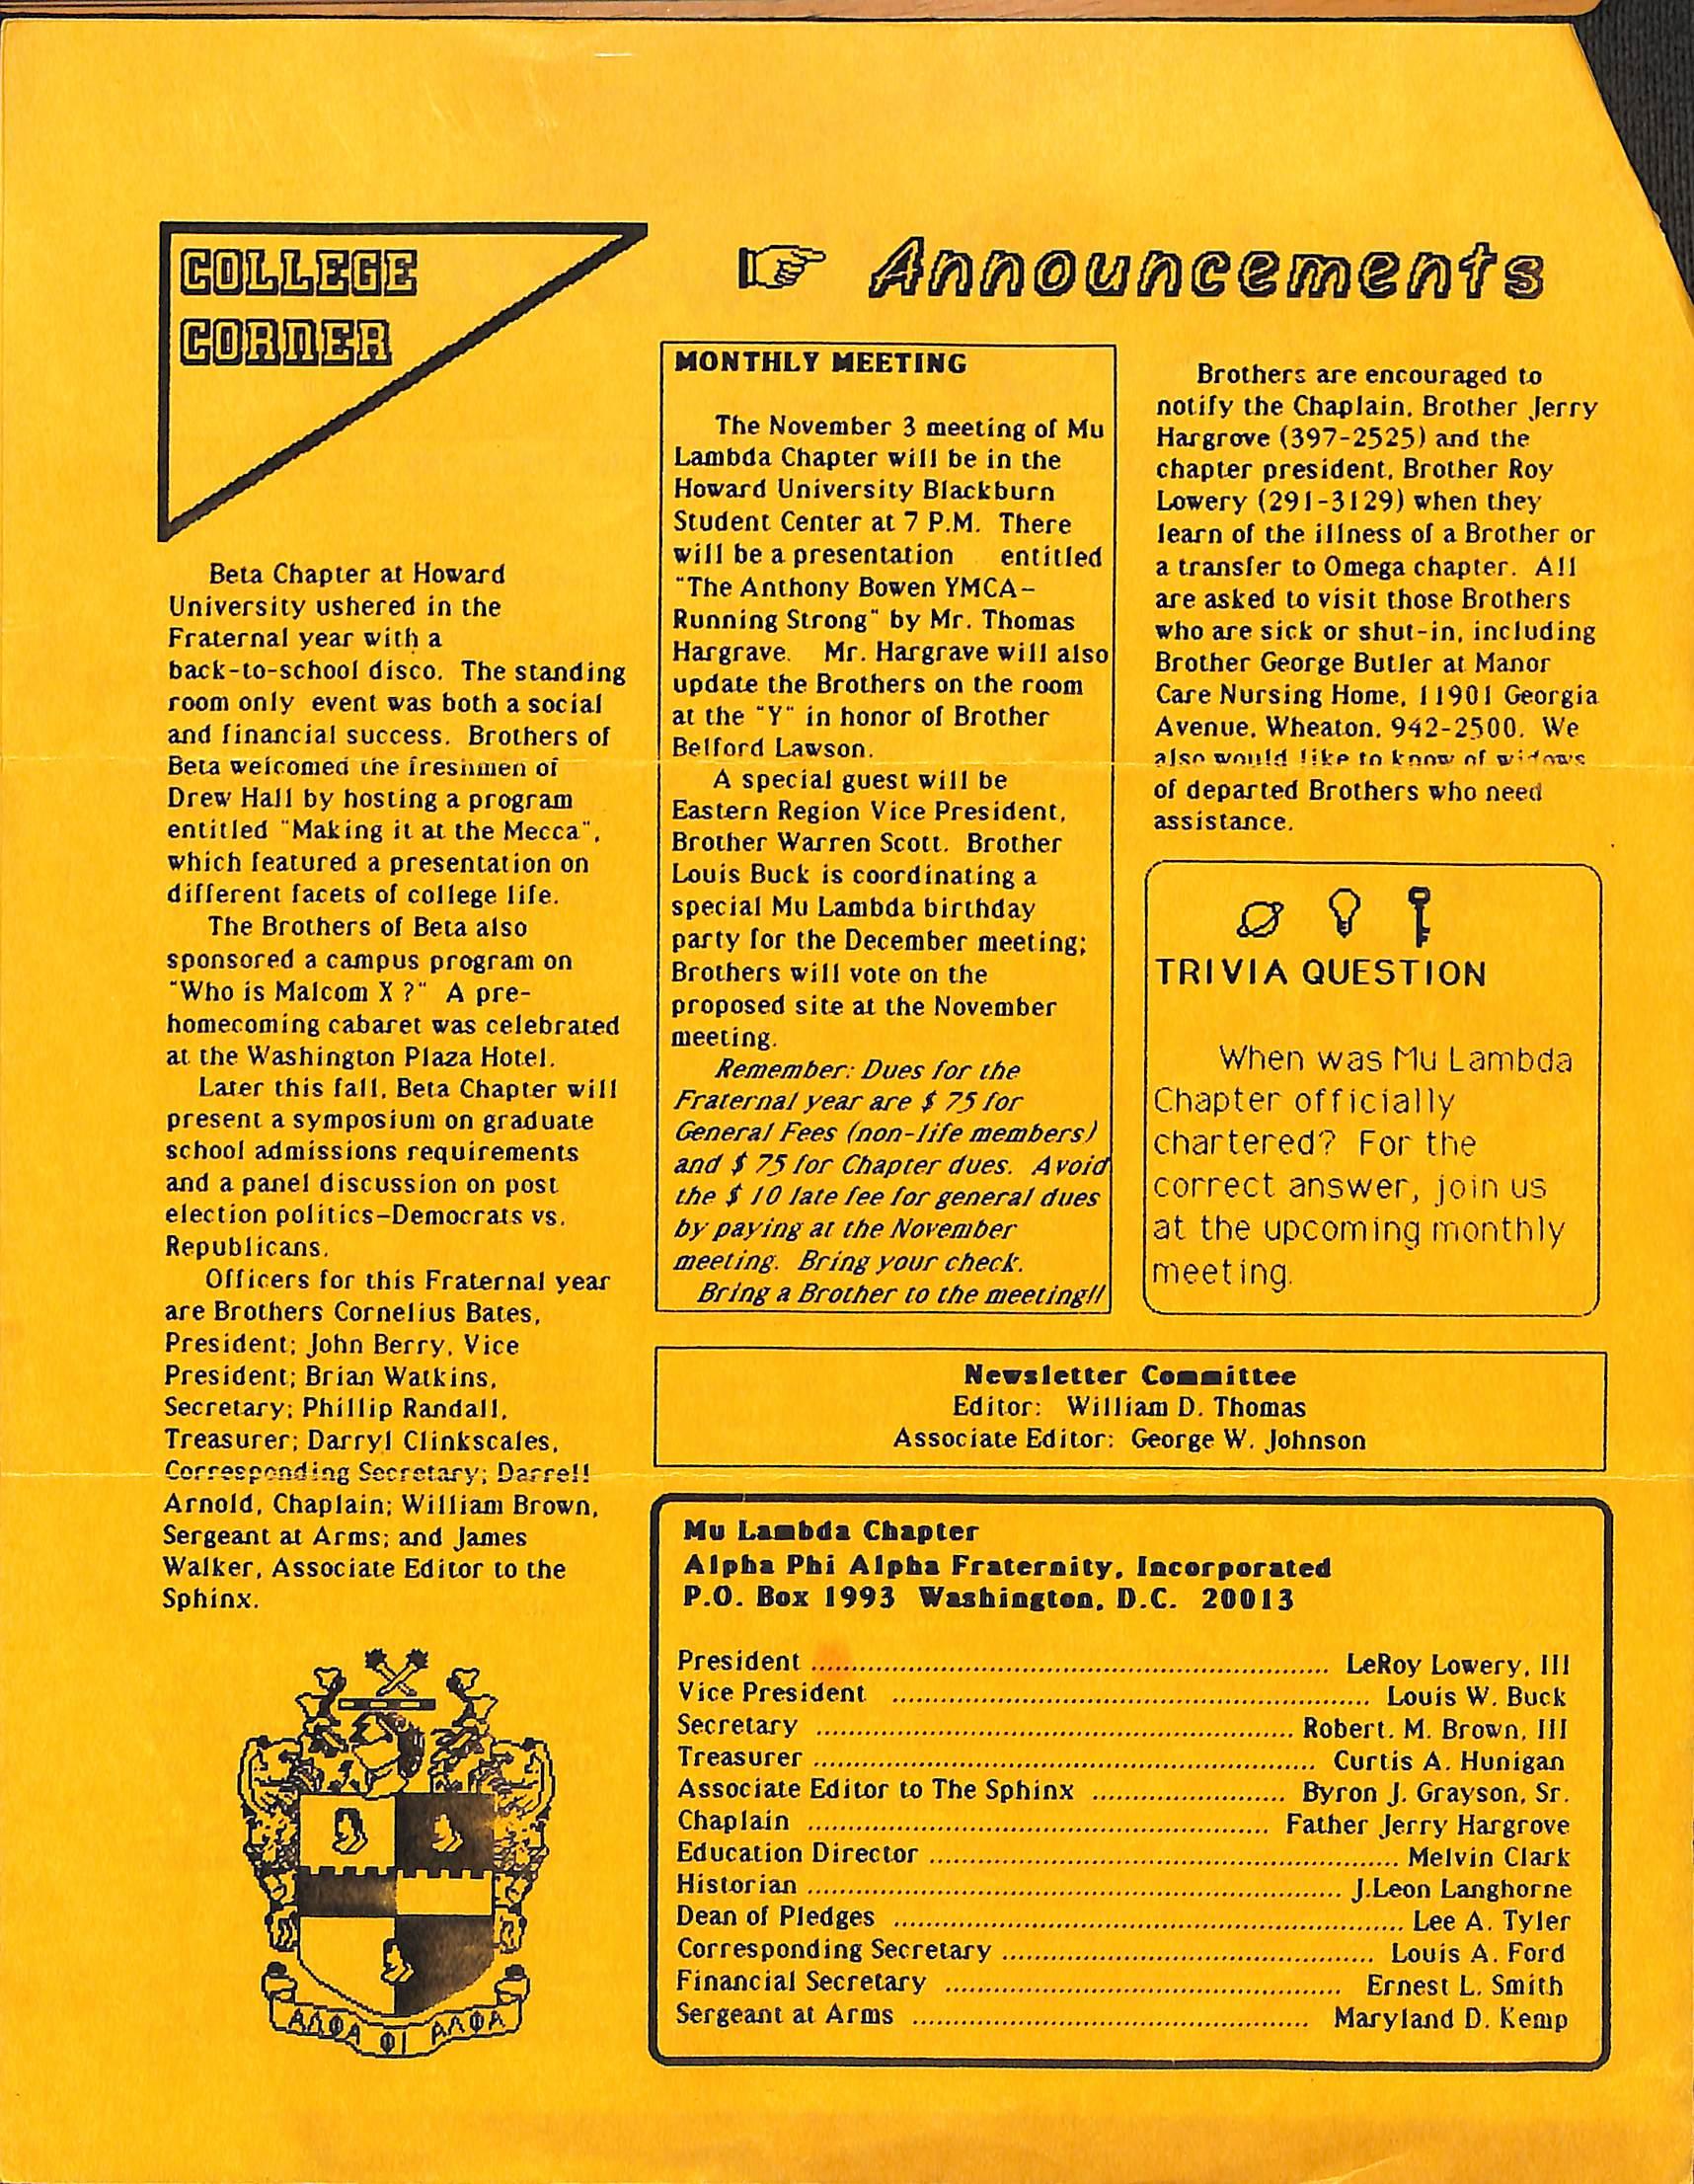 COLLEGE
CORNER
Beta Chapter at Howard
University ushered in the
Fraternal year with a
back-to-school disco. The standing
room only event was both a social
and financial success. Brothers of
Beta welcomed the freshmen of
Drew Hall by hosting a program
entitled "Making it at the Mecca",
which featured a presentation on
different facets of college life.
The Brothers of Beta also
sponsored a campus program on
"Who is Malcom X ?" A pre-
homecoming cabaret was celebrated
at the Washington Plaza Hotel.
Later this fall, Beta Chapter will
present a symposium on graduate
school admissions requirements
and a panel discussion on post
election politics-Democrats vs.
Republicans.
Officers for this Fraternal year
are Brothers Cornelius Bates,
President; John Berry, Vice
President; Brian Watkins,
Secretary; Phillip Randall,
Treasurer; Darryl Clinkscales,
Corresponding Secretary; Darrell
Arnold, Chaplain; William Brown,
Sergeant at Arms; and James
Walker, Associate Editor to the
Sphinx.
ΑΛΦΑ ΦΙ ΑΛΦΑ
Announcements
MONTHLY MEETING
The November 3 meeting of Mu
Lambda Chapter will be in the
Howard University Blackburn
Student Center at 7 P.M. There
will be a presentation entitled
"The Anthony Bowen YMCA-
Running Strong" by Mr. Thomas
Hargrave. Mr. Hargrave will also
update the Brothers on the room
at the "Y" in honor of Brother
Belford Lawson.
A special guest will be
Eastern Region Vice President,
Brother Warren Scott. Brother
Louis Buck is coordinating a
special Mu Lambda birthday
party for the December meeting;
Brothers will vote on the
proposed site at the November
meeting.
Remember: Dues for the
Fraternal year are $ 75 for
General Fees (non-life members)
and $ 75 for Chapter dues. Avoid
the $ 10 late fee for general dues
by paying at the November
meeting. Bring your check.
Bring a Brother to the meeting!!
Brothers are encouraged to
notify the Chaplain, Brother Jerry
Hargrove (397-2525) and the
chapter president, Brother Roy
Lowery (291-3129) when they
learn of the illness of a Brother or
a transfer to Omega chapter. All
are asked to visit those Brothers
who are sick or shut-in, including
Brother George Butler at Manor
Care Nursing Home, 11901 Georgia
Avenue, Wheaton, 942-2500. We
also would like to know of widows
of departed Brothers who need
assistance.
TRIVIA QUESTION
When was Mu Lambda
Chapter officially
chartered? For the
correct answer, join us
at the upcoming monthly
meeting.
Newsletter Committee
Editor: William D. Thomas
Associate Editor: George W. Johnson
Mu Lambda Chapter
Alpha Phi Alpha Fraternity, Incorporated
P.O. Box 1993 Washington, D.C. 20013
President ........ LeRoy Lowery, III
Vice President ........ Louis W. Buck
Secretary ........ Robert. M. Brown, III
Treasurer ........ Curtis A. Hunigan
Associate Editor to The Sphinx ........ Byron J. Grayson, Sr.
Chaplain ........ Father Jerry Hargrove
Education Director ........ Melvin Clark
Historian ........ J.Leon Langhorne
Dean of Pledges ........ Lee A. Tyler
Corresponding Secretary ........ Louis A. Ford
Financial Secretary ........ Ernest L. Smith
Sergeant at Arms ........ Maryland D. Kemp